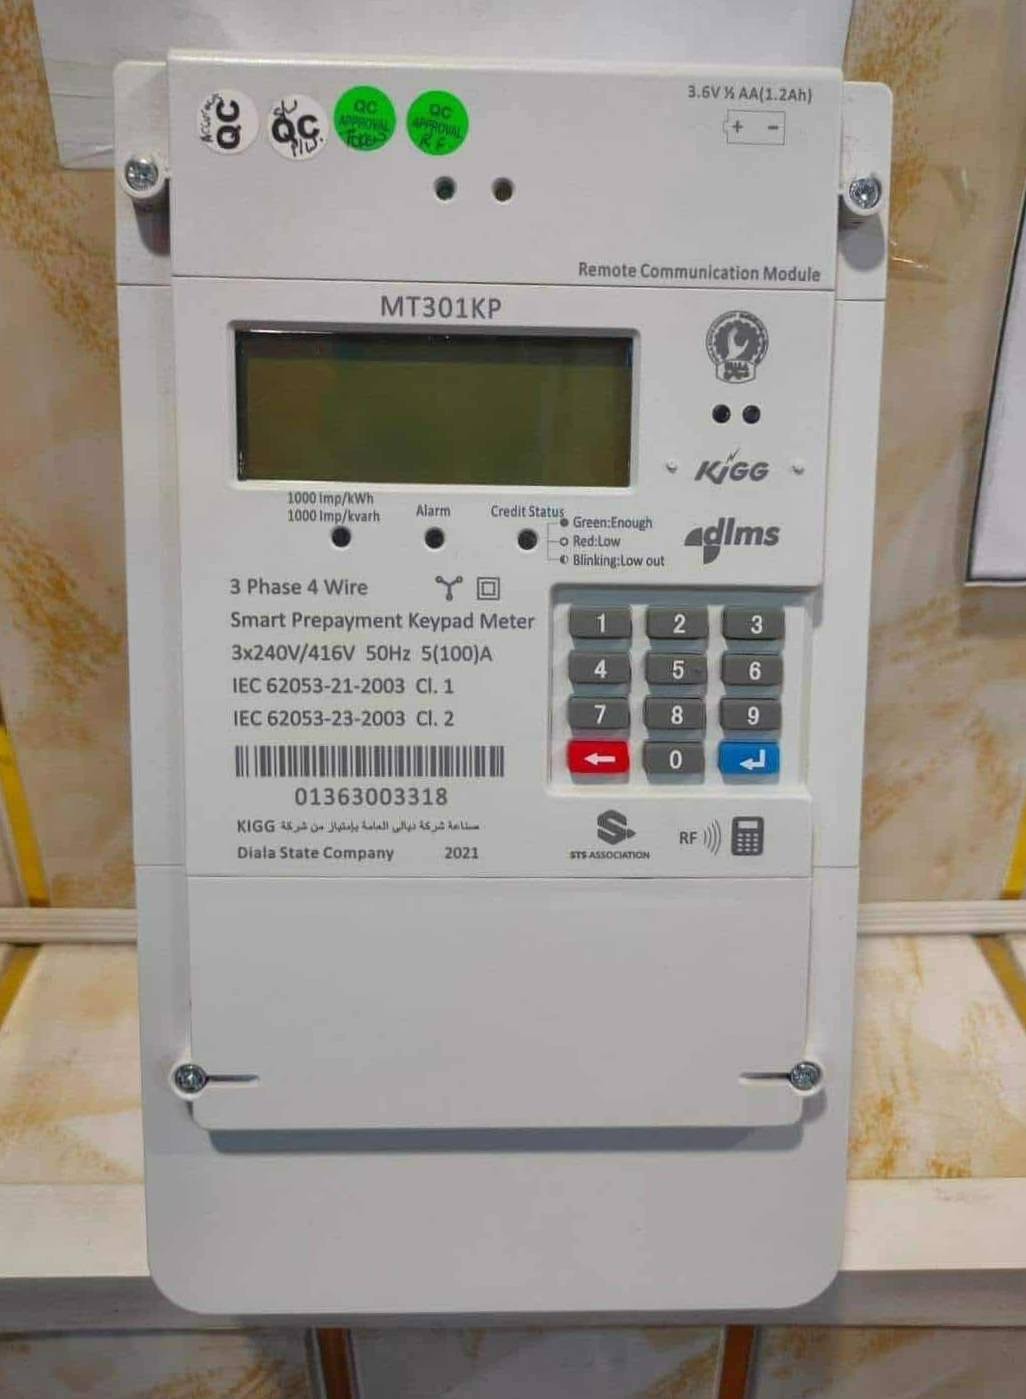 Accuracy
QC
QC
QC
APPROVAL
QC
APPROVAL
RF
3.6V ½ AA(1.2Ah)
+ -
Remote Communication Module
MT301KP
KIGG
1000 Imp/kWh
1000 Imp/kvarh
Alarm
Credit Status
Green:Enough
Red:Low
Blinking:Low out
dlms
3 Phase 4 Wire
Smart Prepayment Keypad Meter
3x240V/416V 50Hz 5(100)A
IEC 62053-21-2003 Cl. 1
IEC 62053-23-2003 Cl. 2
1 2 3
4 5 6
7 8 9
← 0 ↵
01363003318
صناعة شركة ديالى العامة بإمتياز من شركة KIGG
Diala State Company 2021
STS ASSOCIATION
RF